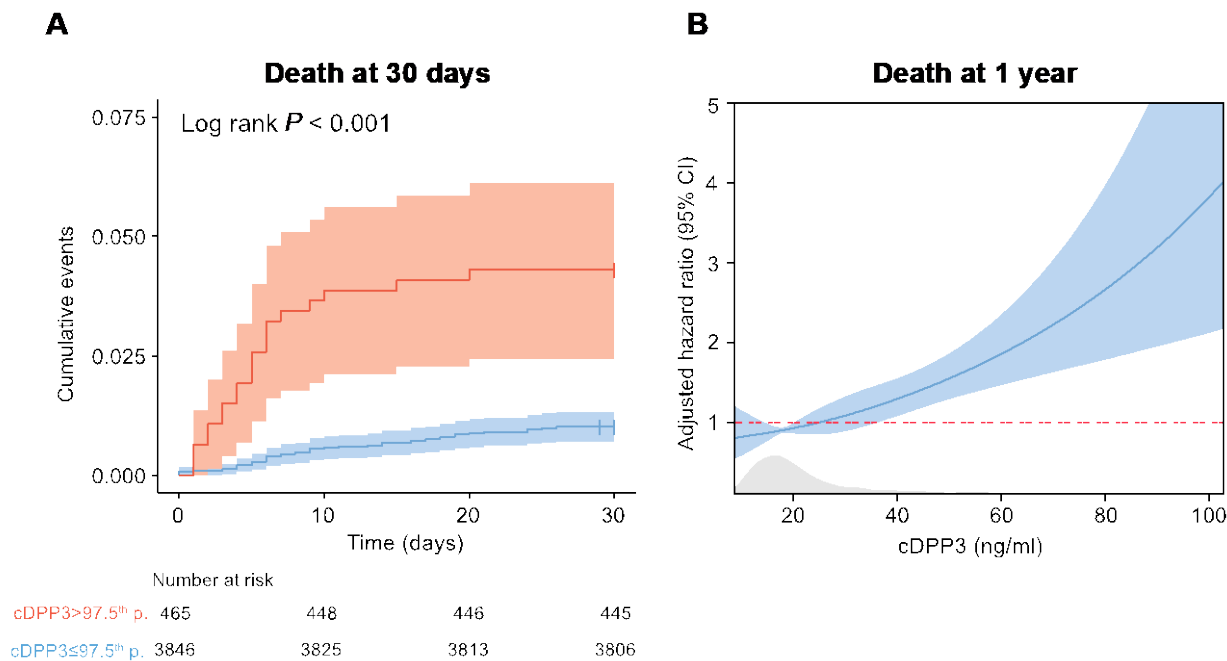 A
Death at 30 days
Log rank P < 0.001
0.075
0.050
0.025
0.000
Cumulative events
0
10
20
30
Time (days)
Number at risk
cDPP3>97.5th p. 465 448 446 445
cDPP3≤97.5th p. 3846 3825 3813 3806
B
Death at 1 year
5
4
3
2
1
Adjusted hazard ratio (95% CI)
20
40
60
80
100
cDPP3 (ng/ml)